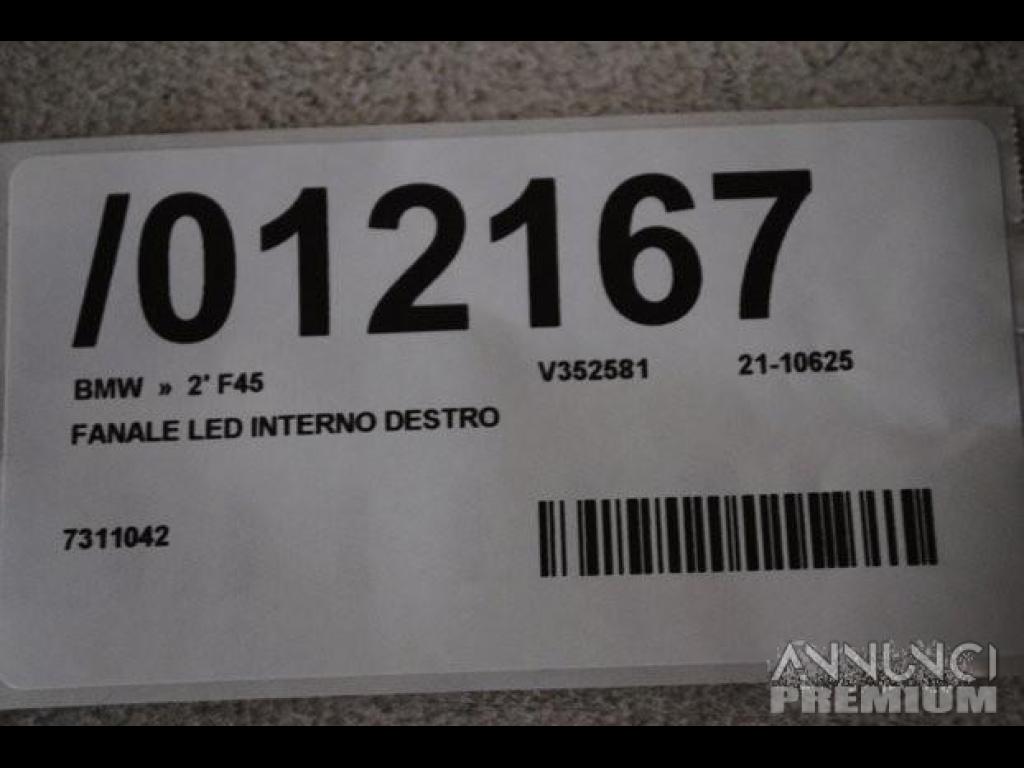 /012167
BMW » 2* F45 V352581 21-10625
FANALE LED INTERNO DESTRO
7311042
ANNUNCI
PREMIUM